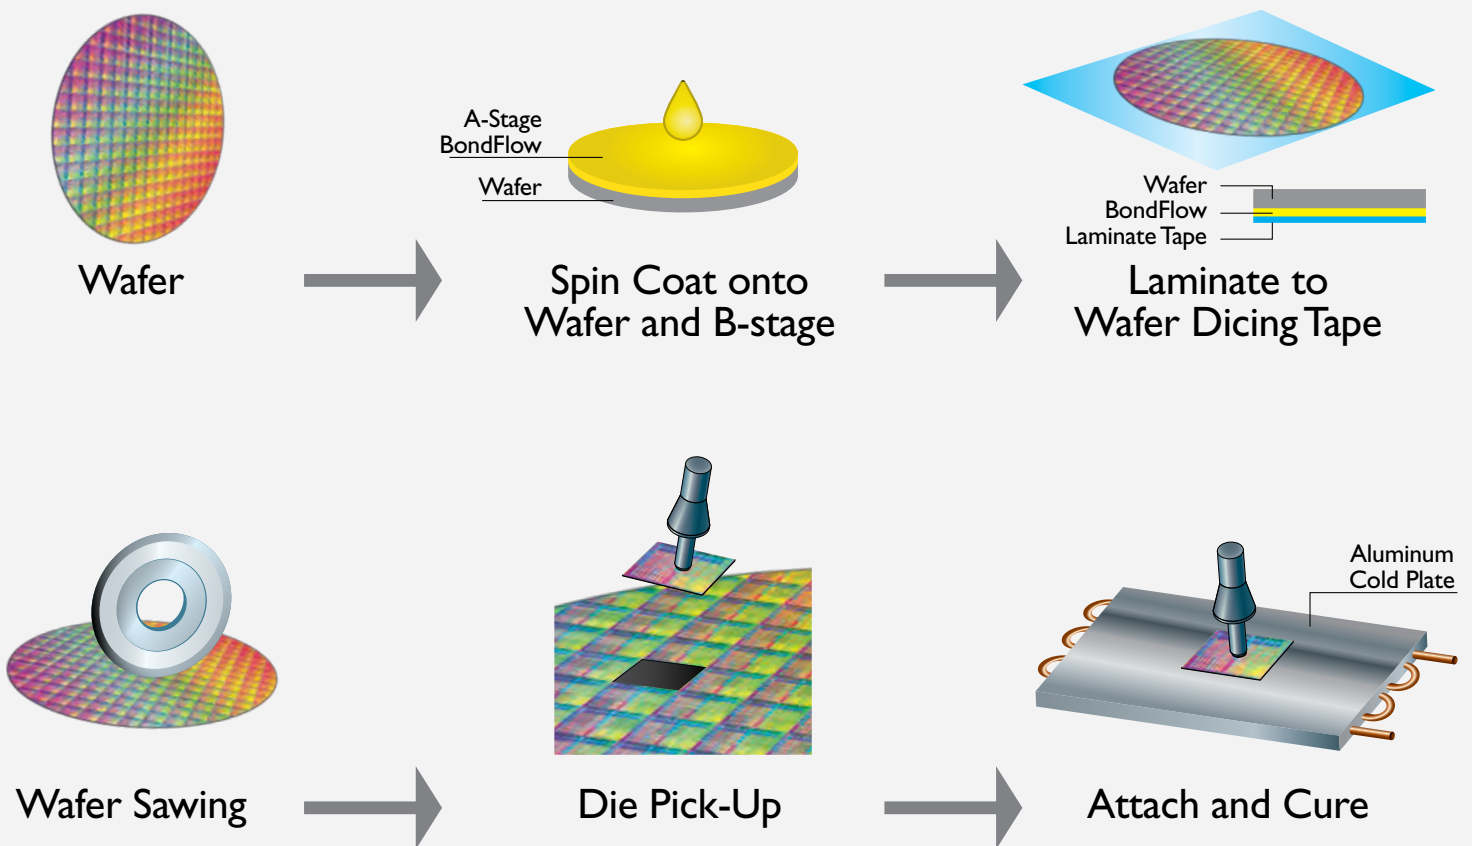 Wafer
A-Stage
BondFlow
Wafer
Spin Coat onto
Wafer and B-stage
Wafer
BondFlow
Laminate Tape
Laminate to
Wafer Dicing Tape
Wafer Sawing
Die Pick-Up
Aluminum
Cold Plate
Attach and Cure